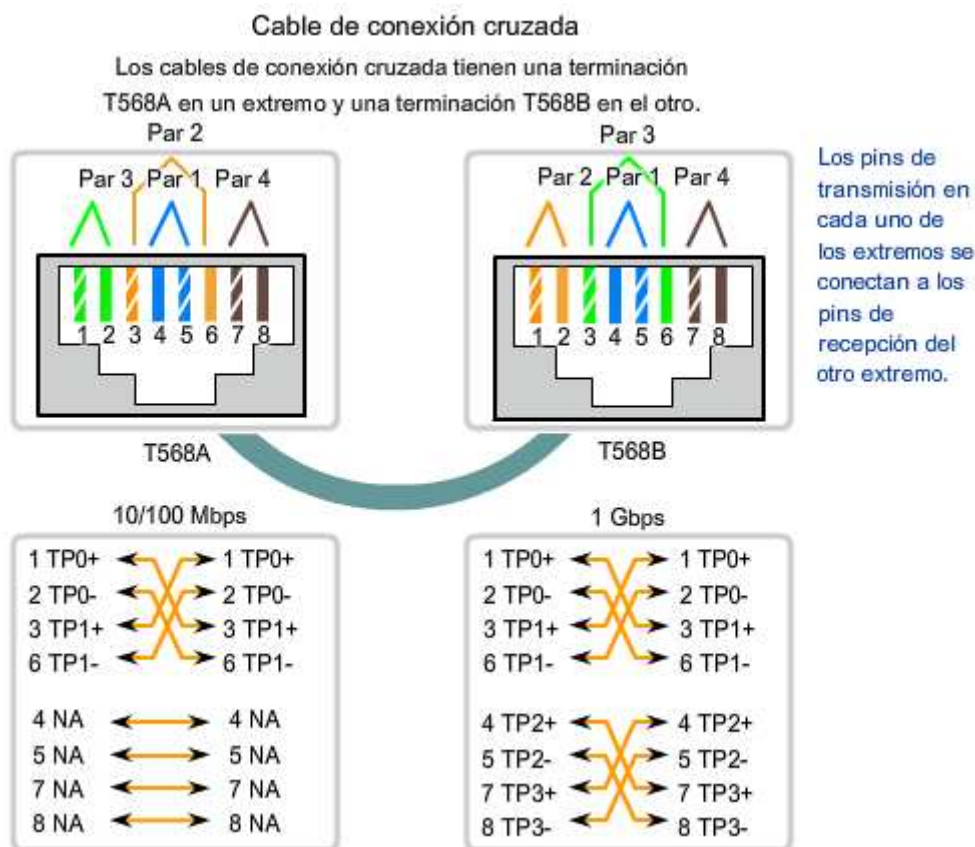 Cable de conexión cruzada
Los cables de conexión cruzada tienen una terminación
T568A en un extremo y una terminación T568B en el otro.
Par 2
Par 3 Par 1 Par 4
1 2 3 4 5 6 7 8
T568A
Par 3
Par 2 Par 1 Par 4
1 2 3 4 5 6 7 8
T568B
Los pins de
transmisión en
cada uno de
los extremos se
conectan a los
pins de
recepción del
otro extremo.
10/100 Mbps
1 TP0+ 1 TP0+
2 TP0- 2 TP0-
3 TP1+ 3 TP1+
6 TP1- 6 TP1-
4 NA 4 NA
5 NA 5 NA
7 NA 7 NA
8 NA 8 NA
1 Gbps
1 TP0+ 1 TP0+
2 TP0- 2 TP0-
3 TP1+ 3 TP1+
6 TP1- 6 TP1-
4 TP2+ 4 TP2+
5 TP2- 5 TP2-
7 TP3+ 7 TP3+
8 TP3- 8 TP3-